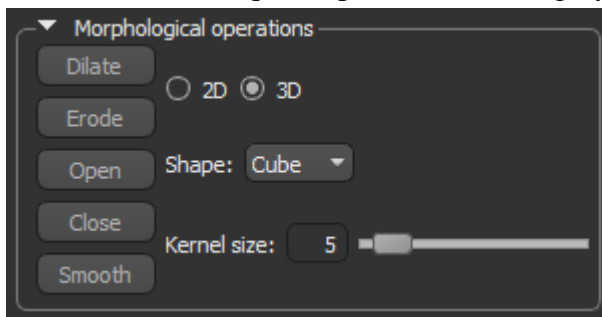 Morphological operations
Dilate
2D 3D
Erode
Open
Shape: Cube
Close
Kernel size: 5
Smooth